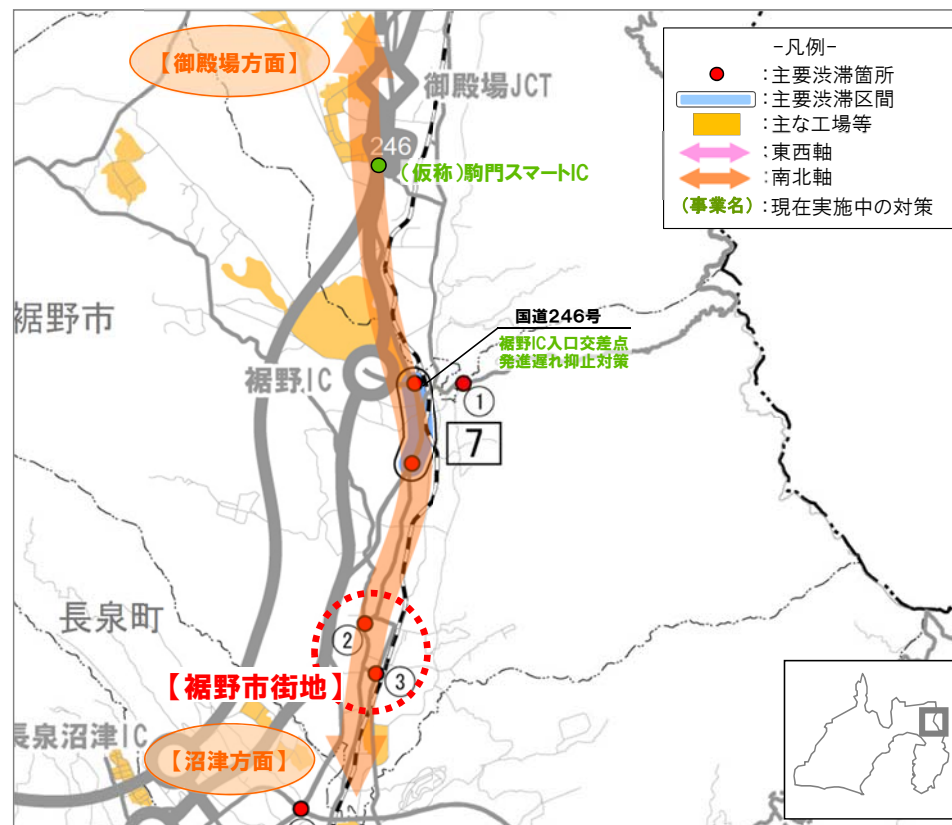 【御殿場方面】
御殿場JCT
246
(仮称)駒門スマートIC
-凡例-
:主要渋滞箇所
:主要渋滞区間
:主な工場等
:東西軸
:南北軸
(事業名):現在実施中の対策
裾野市
国道246号
裾野IC入口交差点
発進遅れ抑止対策
裾野IC
①
7
長泉町
②
③
【裾野市街地】
長泉沼津IC
【沼津方面】